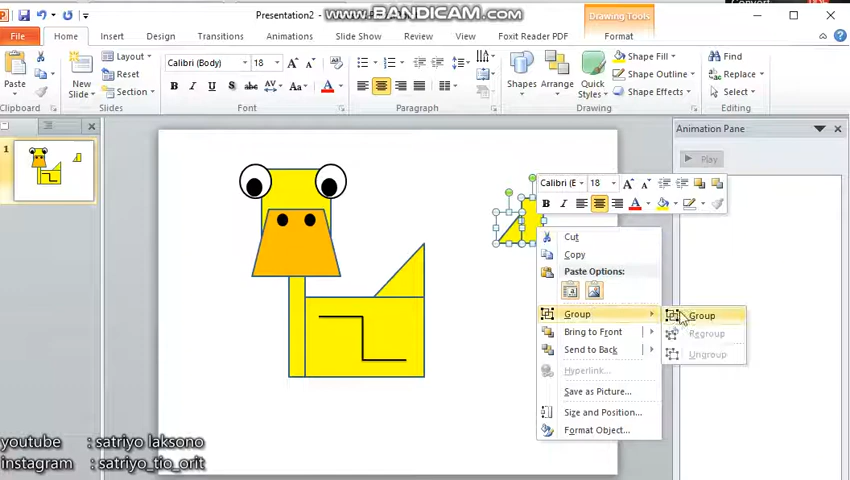 Convert
Presentation2 -
www.BANDICAM.com
Drawing Tools
File
Home
Insert
Design
Transitions
Animations
Slide Show
Review
View
Foxit Reader PDF
Format
Paste
Clipboard
New
Slide
Layout
Reset
Section
Slides
Calibri (Body)
18
Font
Paragraph
Shapes
Arrange
Quick
Styles
Shape Fill
Shape Outline
Shape Effects
Drawing
Find
Replace
Select
Editing
1
Animation Pane
Play
Calibri (E
18
Cut
Copy
Paste Options:
Group
Bring to Front
Send to Back
Hyperlink...
Save as Picture...
Size and Position...
Format Object...
Group
Regroup
Ungroup
youtube : satriyo laksono
instagram : satriyo_tio_orit